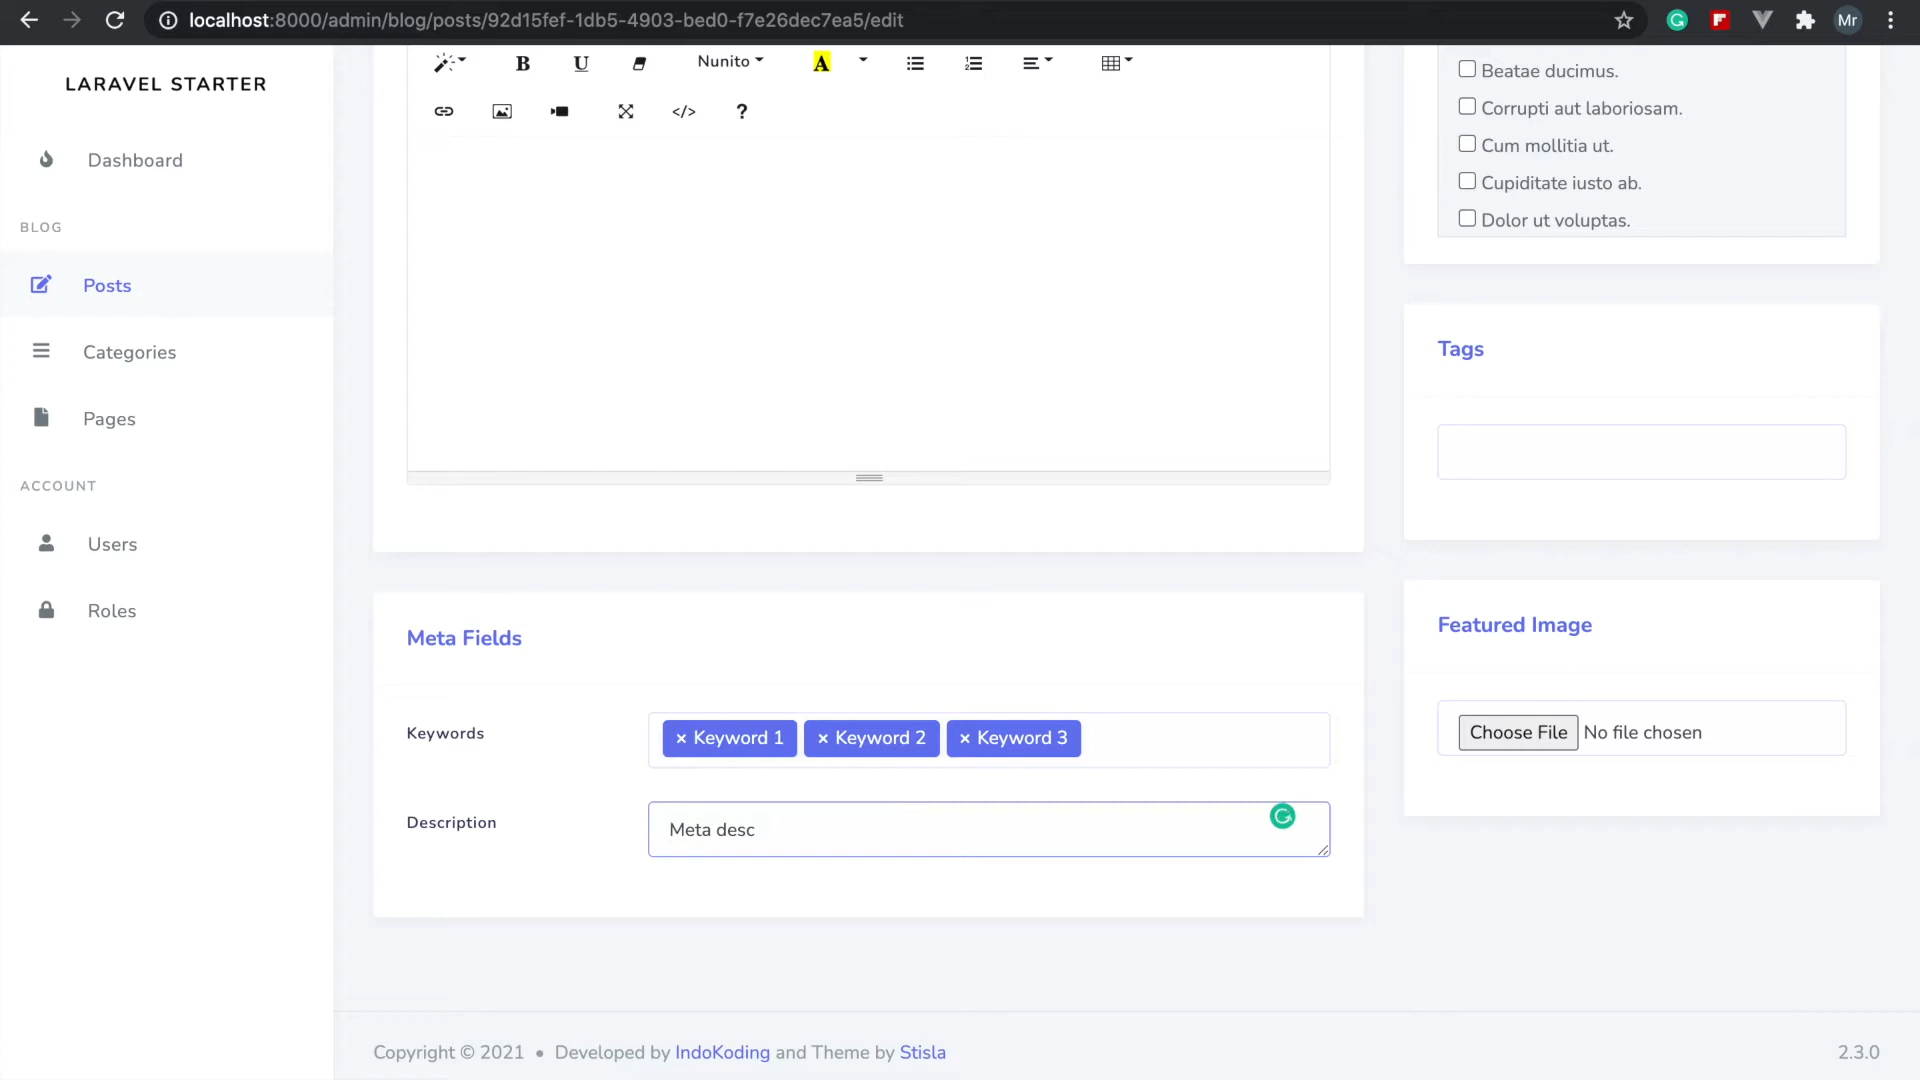 localhost:8000/admin/blog/posts/92d15fef-1db5-4903-bed0-f7e26dec7ea5/edit
Mr
LARAVEL STARTER
Dashboard
BLOG
Posts
Categories
Pages
ACCOUNT
Users
Roles
B U Nunito A
</> ?
Meta Fields
Keywords
× Keyword 1 × Keyword 2 × Keyword 3
Description
Meta desc
Beatae ducimus.
Corrupti aut laboriosam.
Cum mollitia ut.
Cupiditate iusto ab.
Dolor ut voluptas.
Tags
Featured Image
Choose File No file chosen
Copyright © 2021 • Developed by IndoKoding and Theme by Stisla
2.3.0